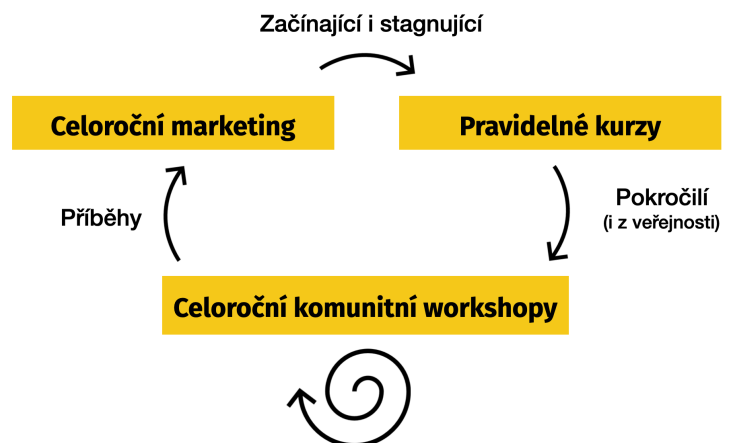 Začínající i stagnující
Celoroční marketing
Pravidelné kurzy
Příběhy
Pokročilí
(i z veřejnosti)
Celoroční komunitní workshopy